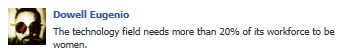 Dowell Eugenio
The technology field needs more than 20% of its workforce to be
women.